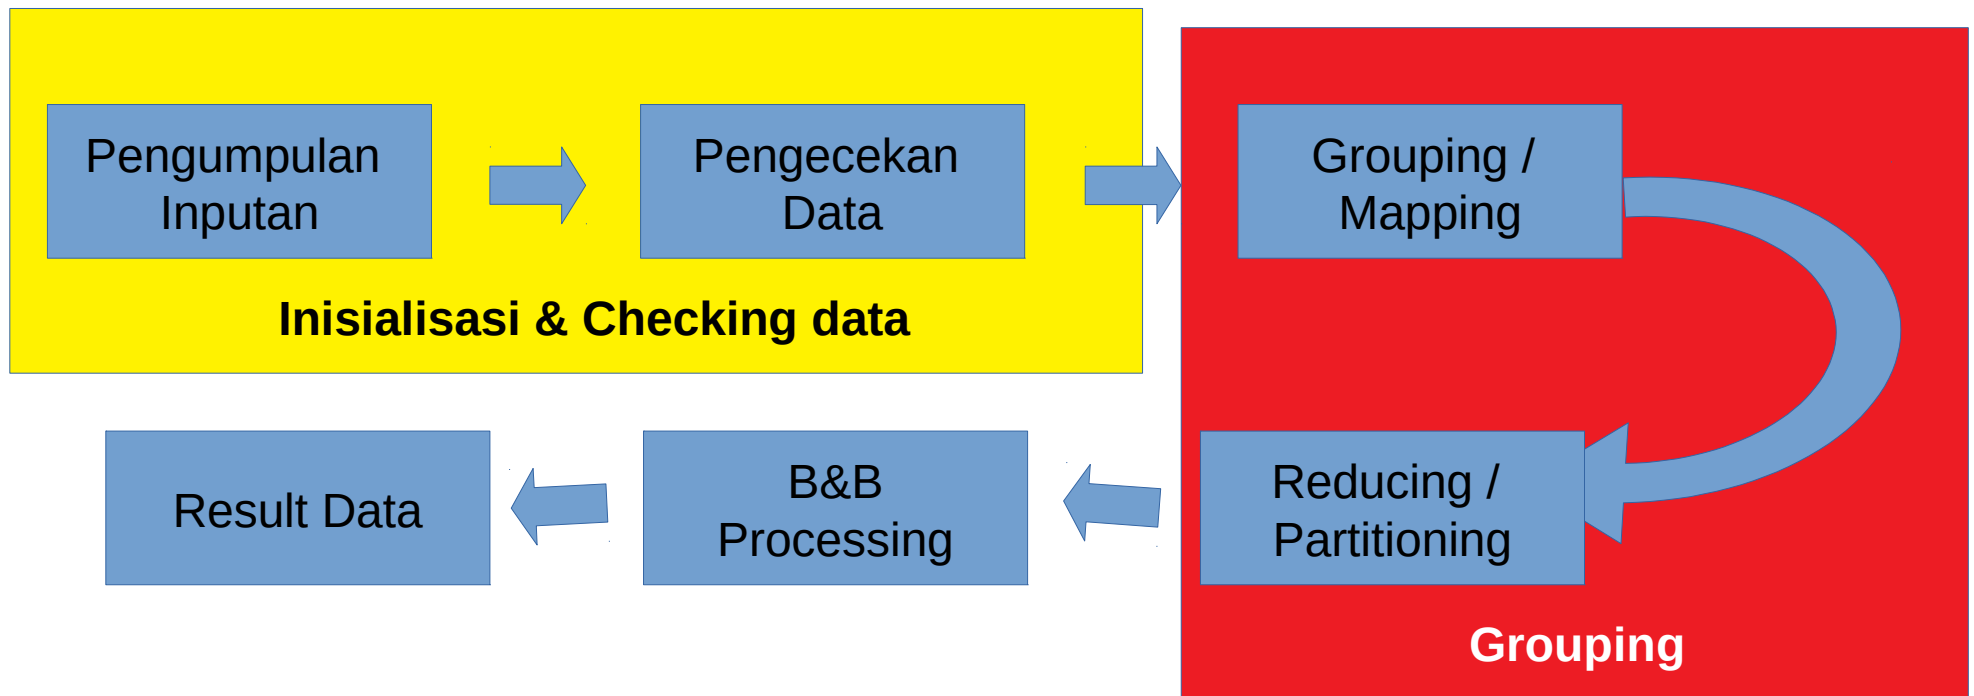 Pengumpulan
Inputan
Pengecekan
Data
Grouping /
Mapping
Inisialisasi & Checking data
Result Data
B&B
Processing
Reducing /
Partitioning
Grouping